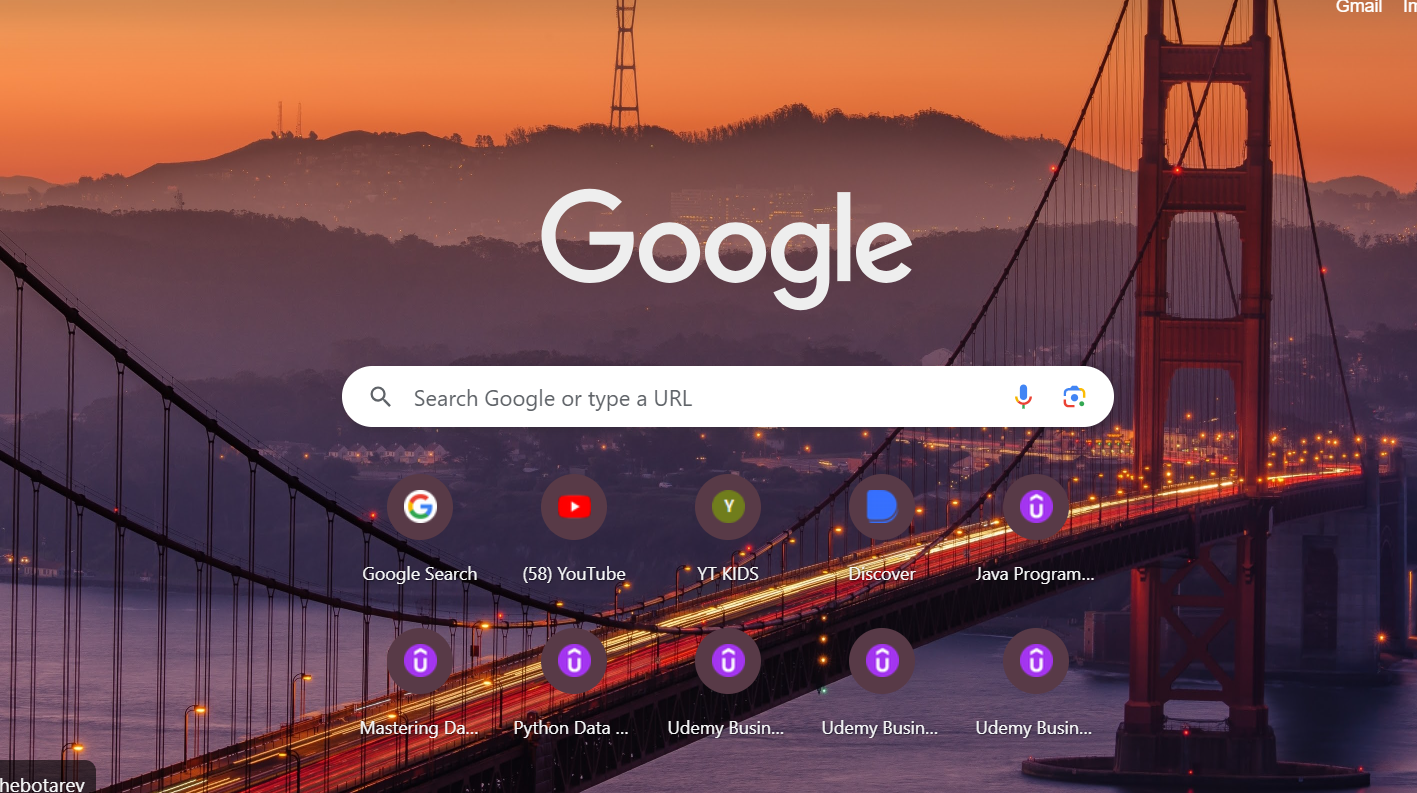 Gmail
Google
Search Google or type a URL
Y
Google Search
(58) YouTube
YT KIDS
Discover
Java Program...
Mastering Da...
Python Data ...
Udemy Busin...
Udemy Busin...
Udemy Busin...
hebotarev